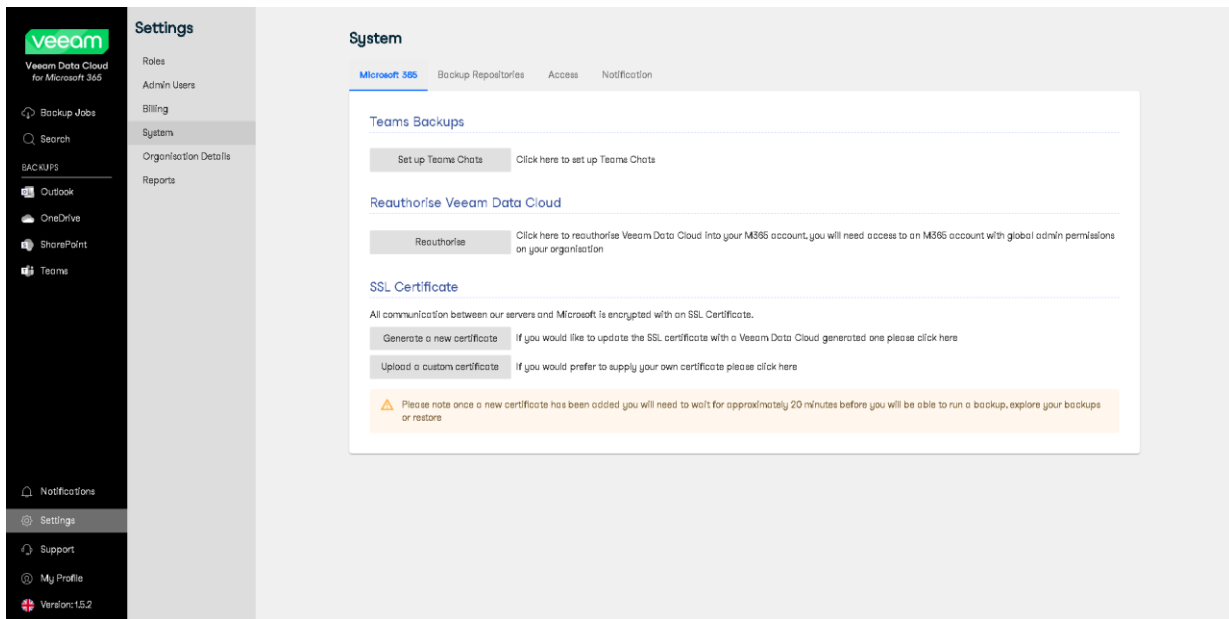 veeam
Veeam Data Cloud
for Microsoft 365
Backup Jobs
Search
BACKUPS
Outlook
OneDrive
SharePoint
Teams
Notifications
Settings
Support
My Profile
Version: 1.5.2
Settings
Roles
Admin Users
Billing
System
Organisation Details
Reports
System
Microsoft 365
Backup Repositories
Access
Notification
Teams Backups
Set up Teams Chats
Click here to set up Teams Chats
Reauthorise Veeam Data Cloud
Reauthorise
Click here to reauthorise Veeam Data Cloud into your M365 account, you will need access to an M365 account with global admin permissions
on your organisation
SSL Certificate
All communication between our servers and Microsoft is encrypted with an SSL Certificate.
Generate a new certificate
If you would like to update the SSL certificate with a Veeam Data Cloud generated one please click here
Upload a custom certificate
If you would prefer to supply your own certificate please click here
Please note once a new certificate has been added you will need to wait for approximately 20 minutes before you will be able to run a backup, explore your backups
or restore